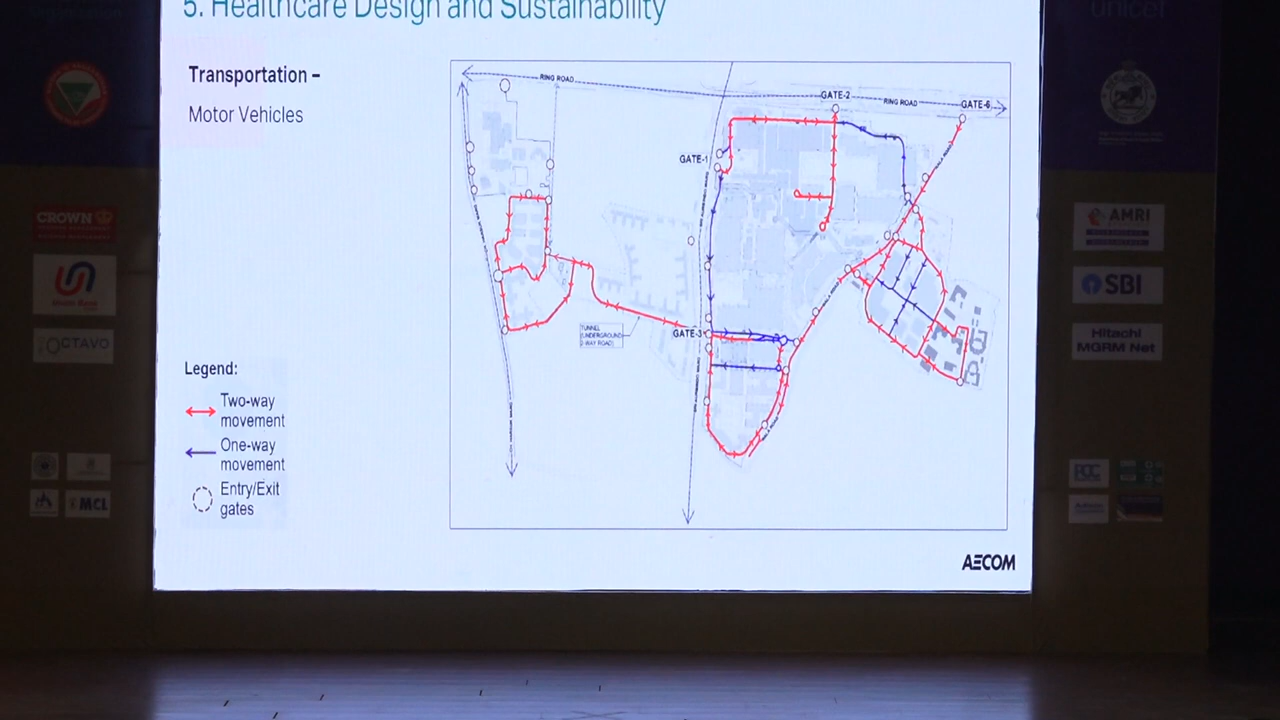 5. Healthcare Design and Sustainability
unicef
Transportation –
Motor Vehicles
RING ROAD
GATE-2
RING ROAD
GATE-6
GATE-1
GATE-3
TUNNEL
(UNDERGROUND
2-WAY ROAD)
Legend:
Two-way
movement
One-way
movement
Entry/Exit
gates
AECOM
CROWN
Union Bank
OCTAVO
MCL
AMRI
SBI
Hitachi
MGRM Net